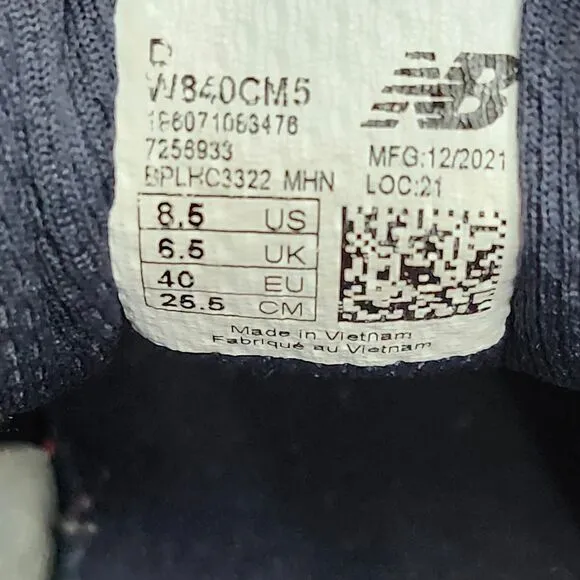 D
W840CM5
NB
7256933
MFG:12/2021
BPLHC3322 MHN
LOC:21
8.5 US
6.5 UK
40 EU
25.5 CM
Made in Vietnam
Fabriqué au Vietnam